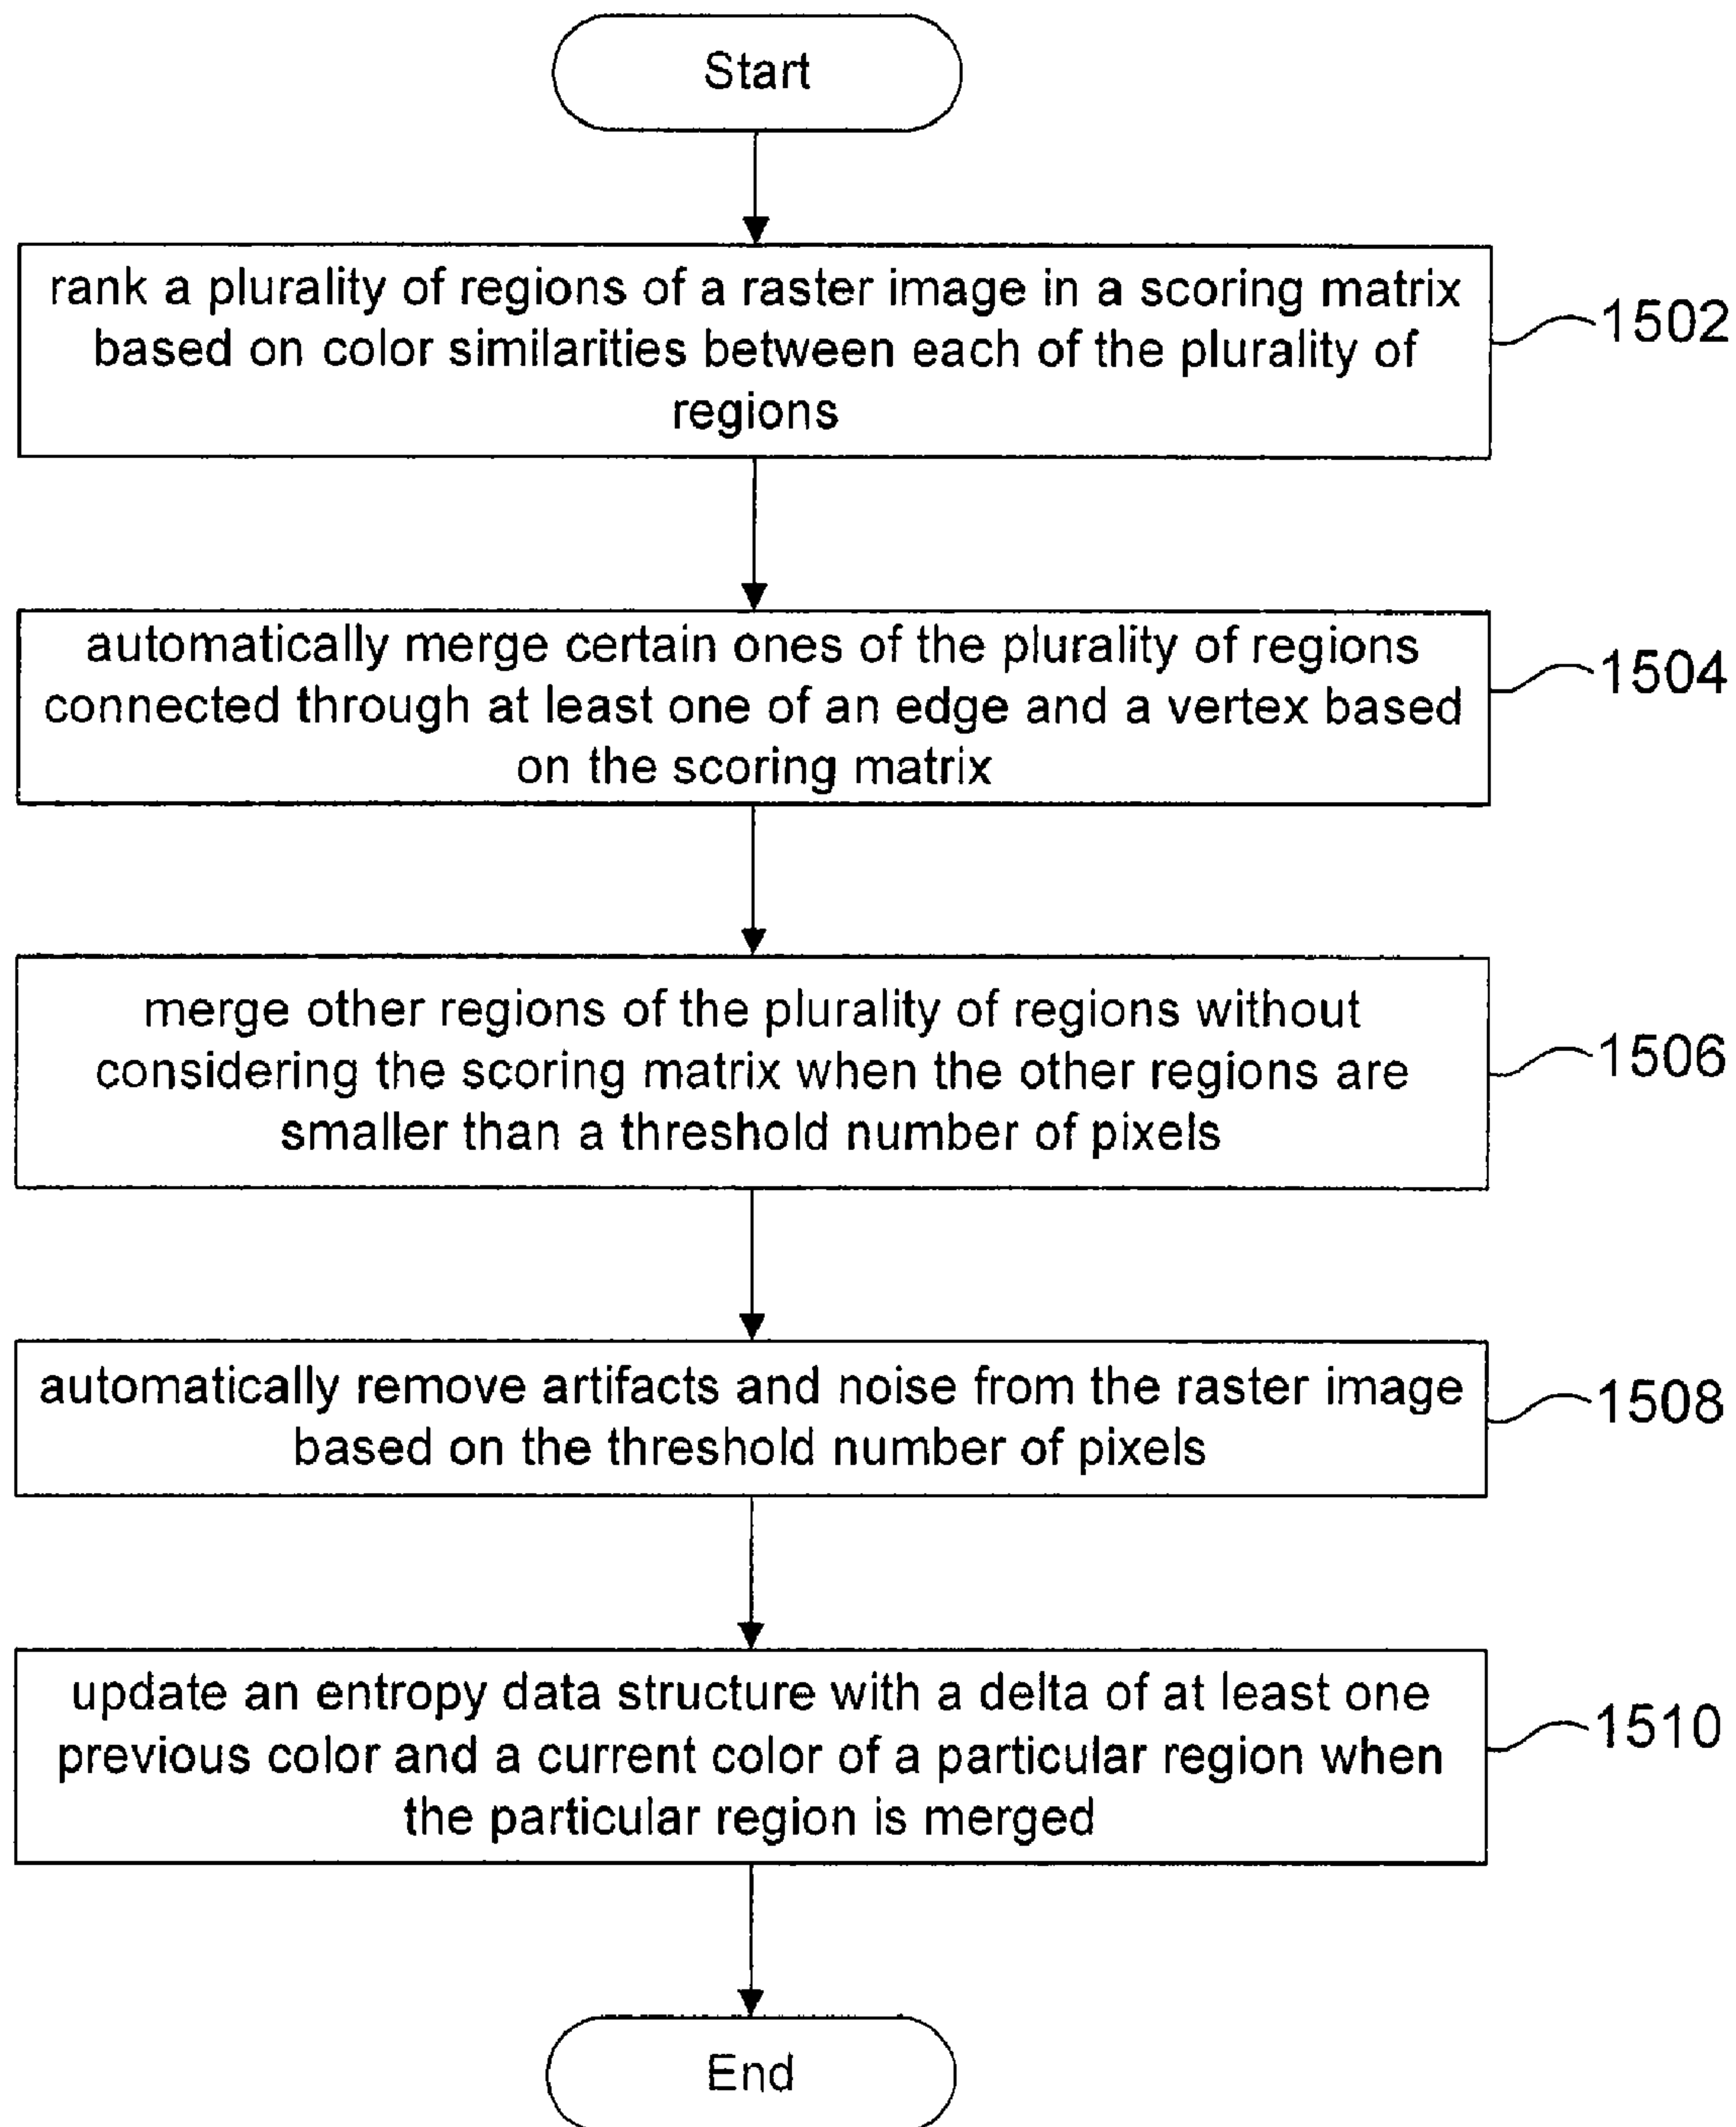 Start
rank a plurality of regions of a raster image in a scoring matrix
based on color similarities between each of the plurality of
regions
1502
automatically merge certain ones of the plurality of regions
connected through at least one of an edge and a vertex based
on the scoring matrix
1504
merge other regions of the plurality of regions without
considering the scoring matrix when the other regions are
smaller than a threshold number of pixels
1506
automatically remove artifacts and noise from the raster image
based on the threshold number of pixels
1508
update an entropy data structure with a delta of at least one
previous color and a current color of a particular region when
the particular region is merged
1510
End